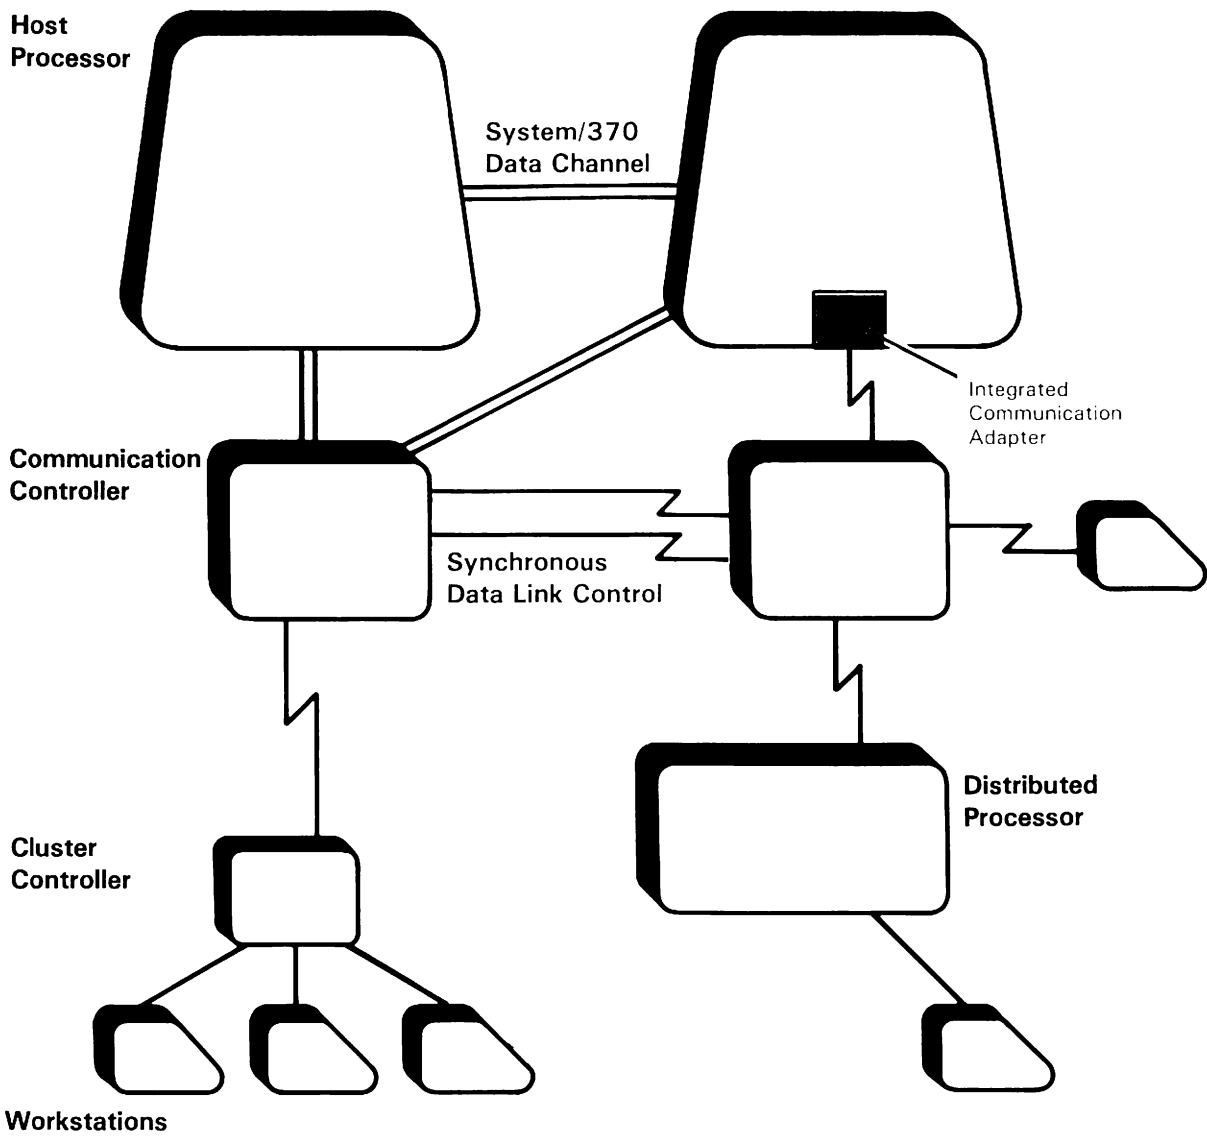 Host
Processor
System/370
Data Channel
Integrated
Communication
Adapter
Communication
Controller
Synchronous
Data Link Control
Distributed
Processor
Cluster
Controller
Workstations